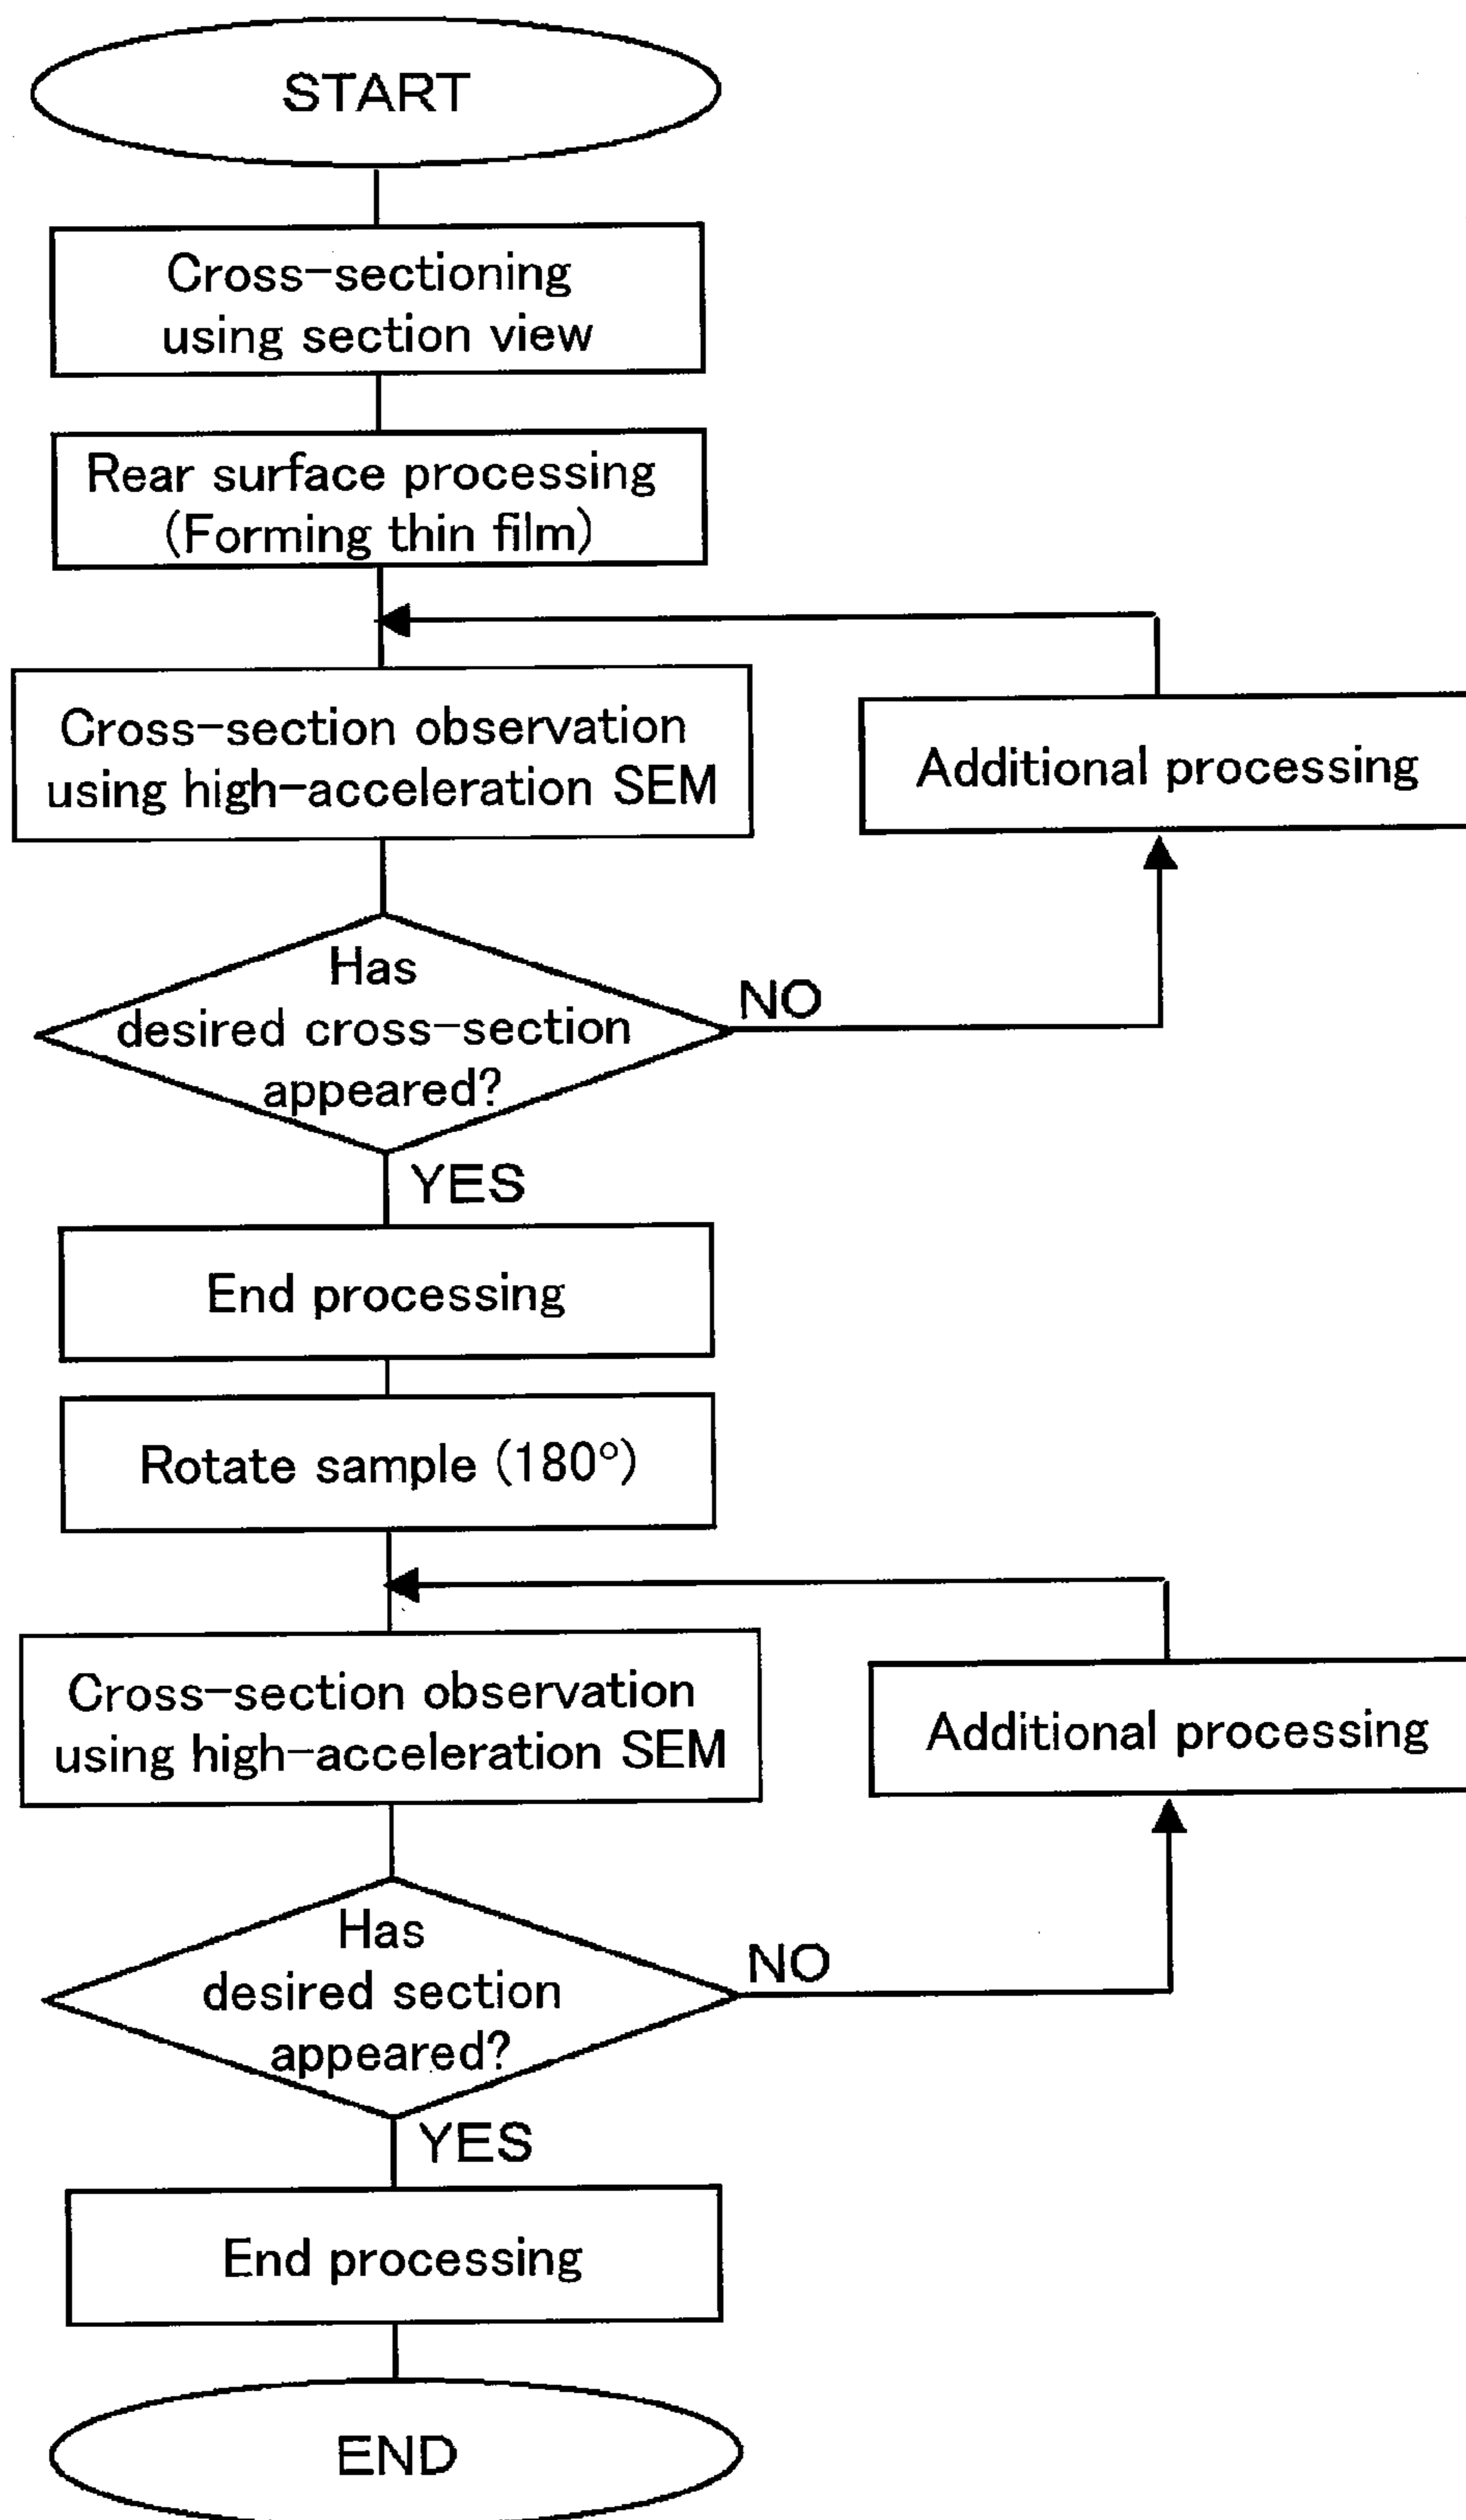 START
Cross-sectioning
using section view
Rear surface processing
(Forming thin film)
Cross-section observation
using high-acceleration SEM
Additional processing
Has
desired cross-section
appeared?
NO
YES
End processing
Rotate sample (180°)
Cross-section observation
using high-acceleration SEM
Additional processing
Has
desired section
appeared?
NO
YES
End processing
END